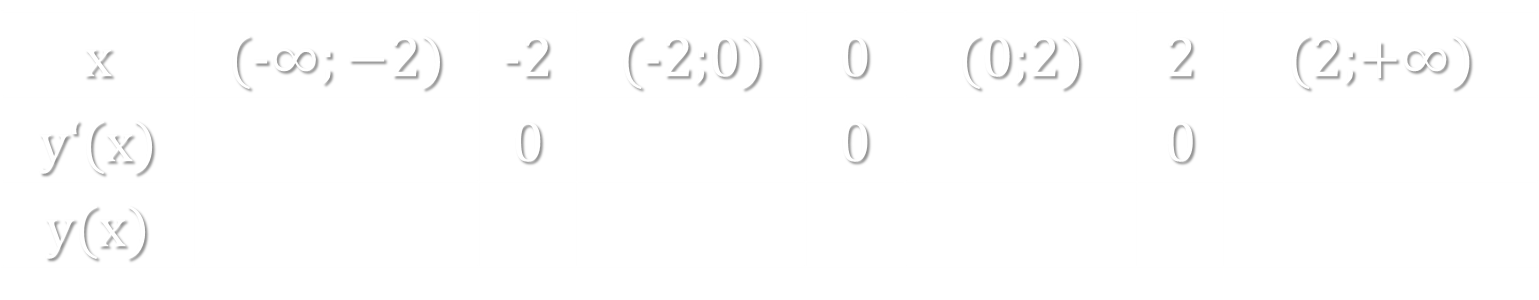 x (-∞; −2) -2 (-2;0) 0 (0;2) 2 (2;+∞)
y'(x) 0 0 0
y(x)